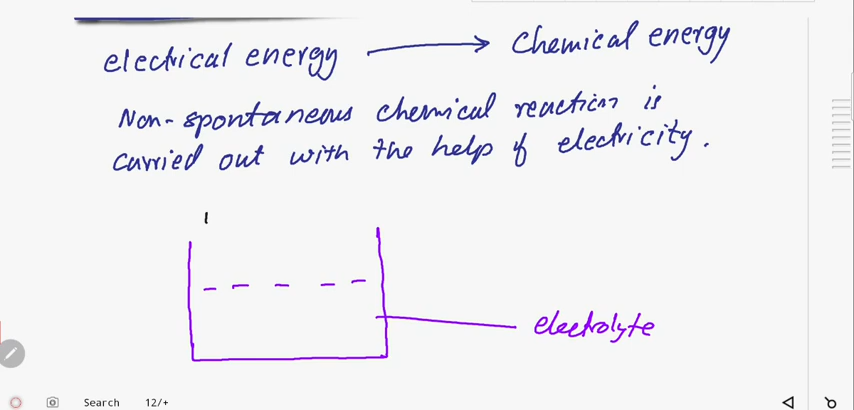 electrical energy → chemical energy
Non-spontaneous chemical reaction is
carried out with the help of electricity.
electrolyte
Search 12/+